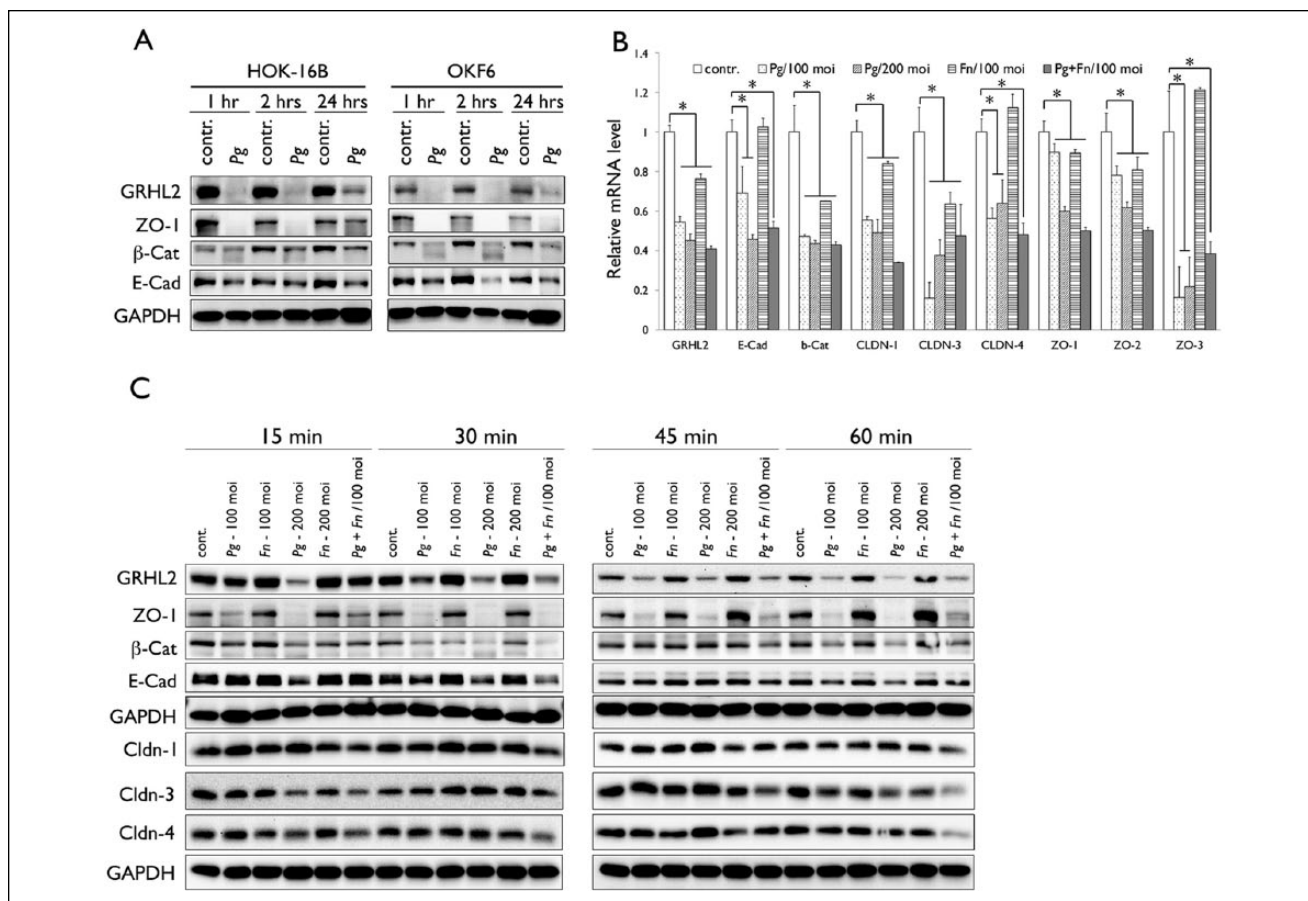 A
HOK-16B OKF6
1 hr 2 hrs 24 hrs 1 hr 2 hrs 24 hrs
contr. Pg contr. Pg contr. Pg contr. Pg contr. Pg contr. Pg
GRHL2
ZO-1
β-Cat
E-Cad
GAPDH
B
contr. Pg/100 moi Pg/200 moi Fn/100 moi Pg+Fn/100 moi
Relative mRNA level
1.4
1.2
1
0.8
0.6
0.4
0.2
0
* * * * * * * * * * * *
GRHL2 E-Cad b-Cat CLDN-1 CLDN-3 CLDN-4 ZO-1 ZO-2 ZO-3
C
15 min 30 min 45 min 60 min
cont. Pg - 100 moi Fn - 100 moi Pg - 200 moi Fn - 200 moi Pg + Fn /100 moi cont. Pg - 100 moi Fn - 100 moi Pg - 200 moi Fn - 200 moi Pg + Fn /100 moi cont. Pg - 100 moi Fn - 100 moi Pg - 200 moi Fn - 200 moi Pg + Fn /100 moi cont. Pg - 100 moi Fn - 100 moi Pg - 200 moi Fn - 200 moi Pg + Fn /100 moi
GRHL2
ZO-1
β-Cat
E-Cad
GAPDH
Cldn-1
Cldn-3
Cldn-4
GAPDH